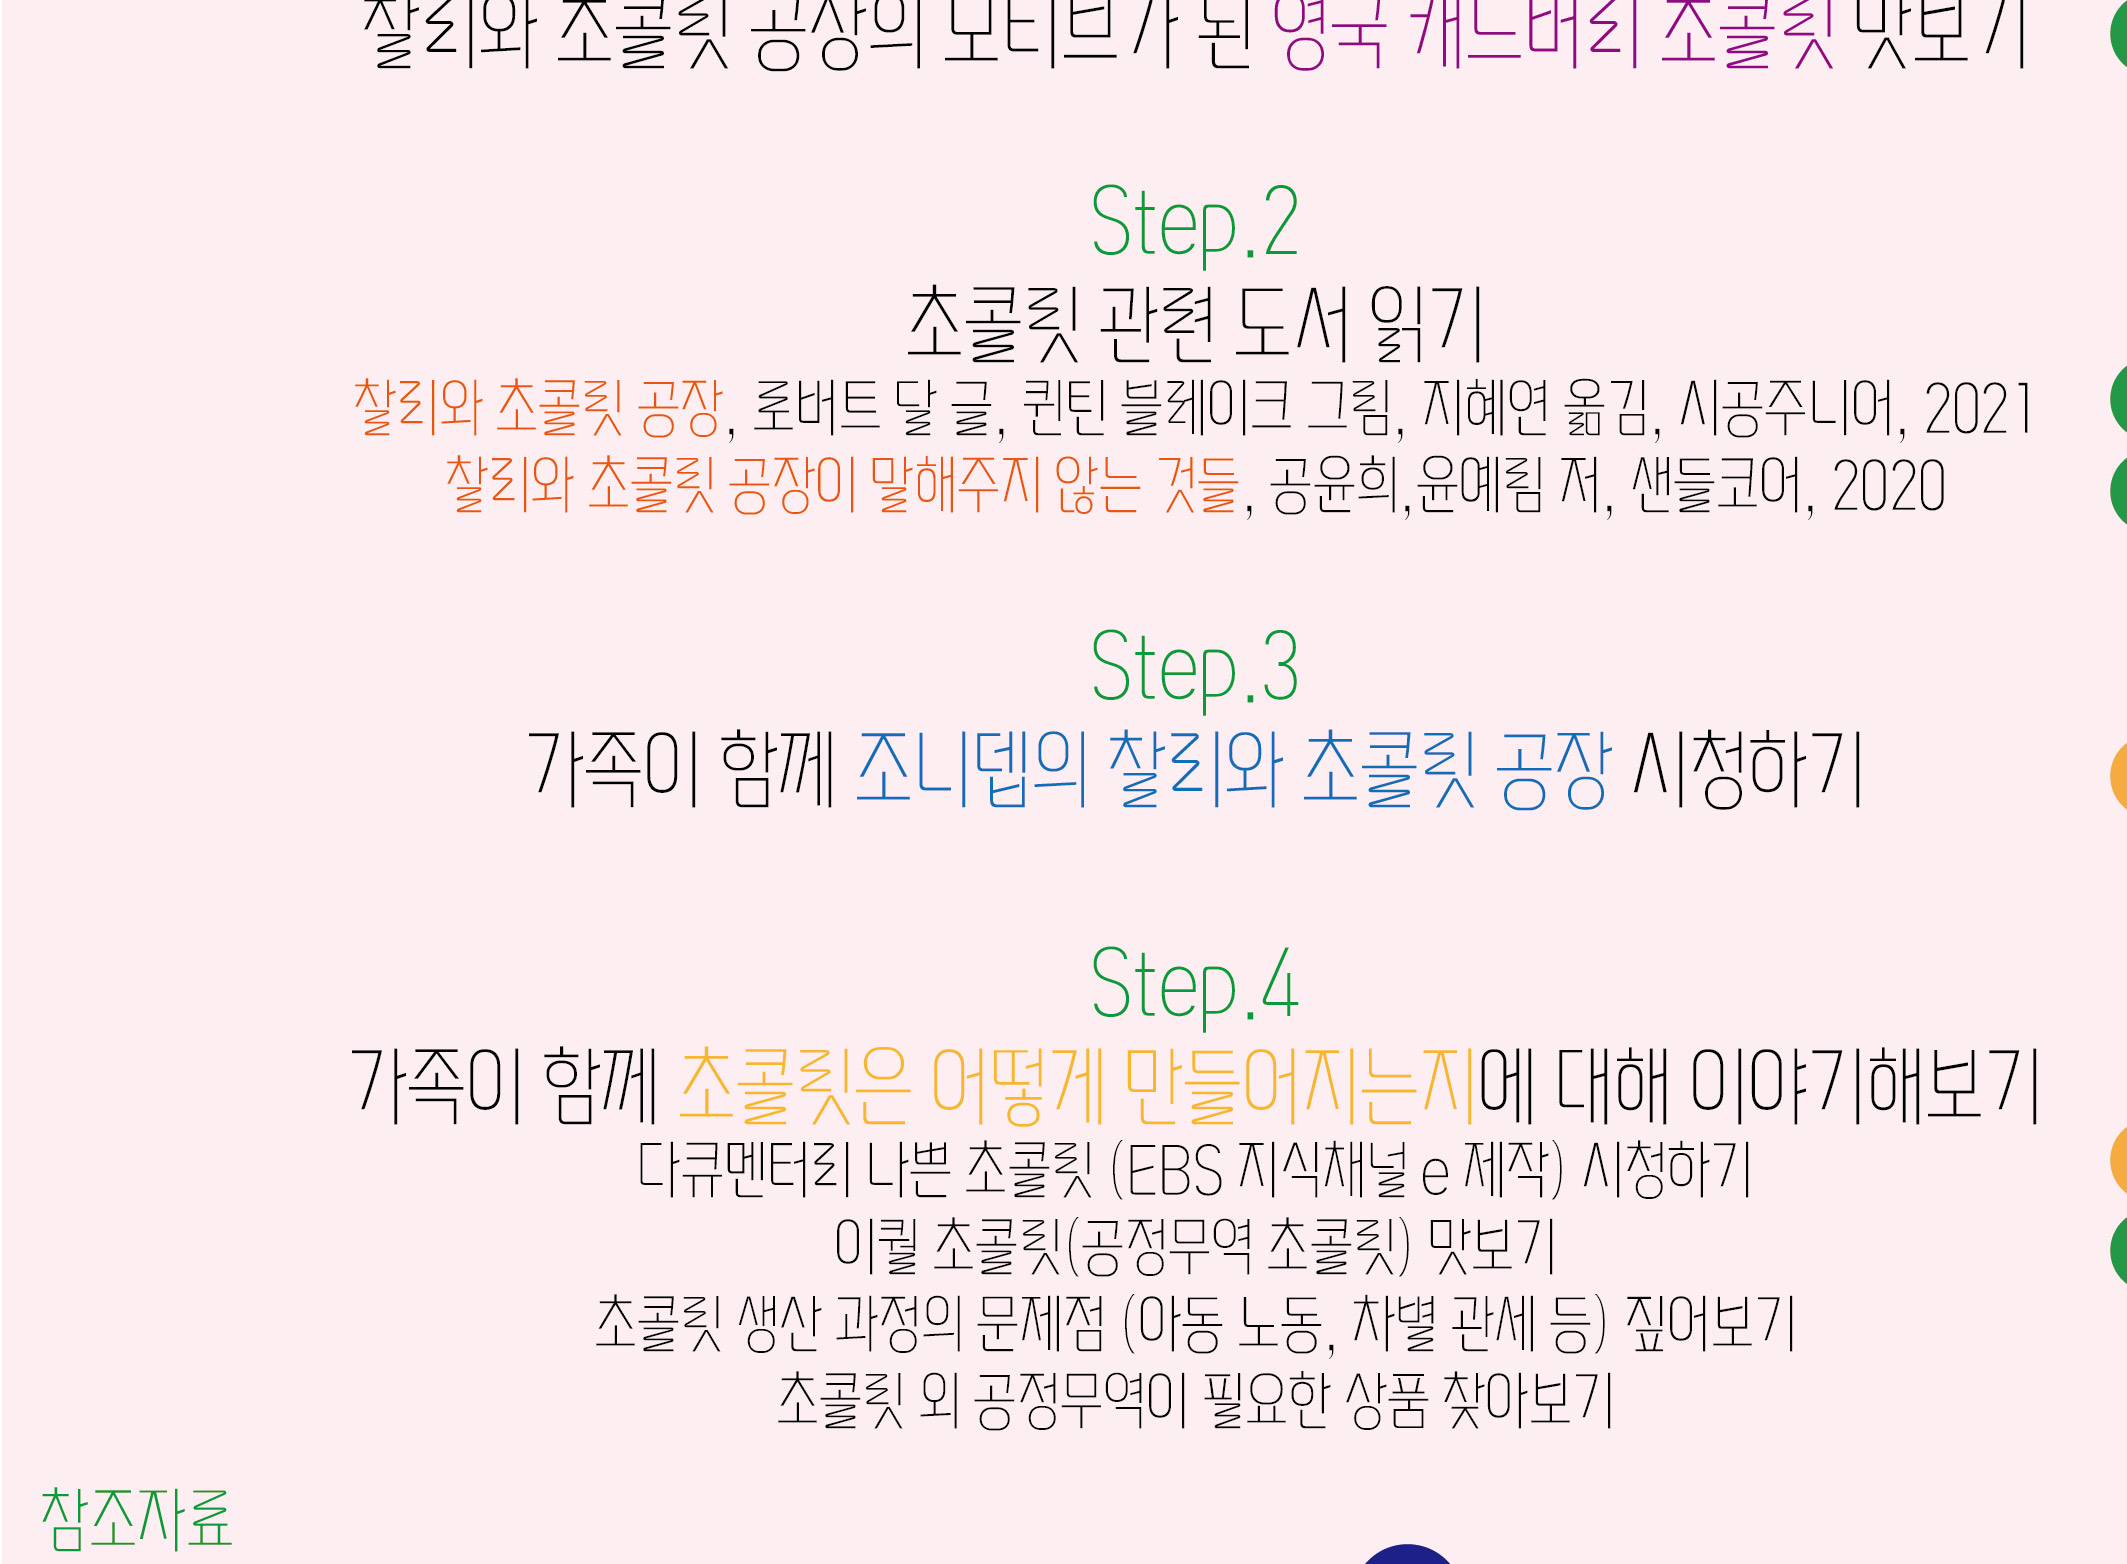 찰리와 초콜릿 공장의 모티브가 된 영국 캐드버리 초콜릿 맛보기
Step.2
초콜릿 관련 도서 읽기
찰리와 초콜릿 공장, 로버트 달 글, 퀸틴 블레이크 그림, 지혜연 옮김, 시공주니어, 2021
찰리와 초콜릿 공장이 말해주지 않는 것들, 공윤희,윤예림 저, 샌들코어, 2020
Step.3
가족이 함께 조니뎁의 찰리와 초콜릿 공장 시청하기
Step.4
가족이 함께 초콜릿은 어떻게 만들어지는지에 대해 이야기해보기
다큐멘터리 나쁜 초콜릿 (EBS 지식채널 e 제작) 시청하기
이퀄 초콜릿(공정무역 초콜릿) 맛보기
초콜릿 생산 과정의 문제점 (아동 노동, 차별 관세 등) 짚어보기
초콜릿 외 공정무역이 필요한 상품 찾아보기
참조자료